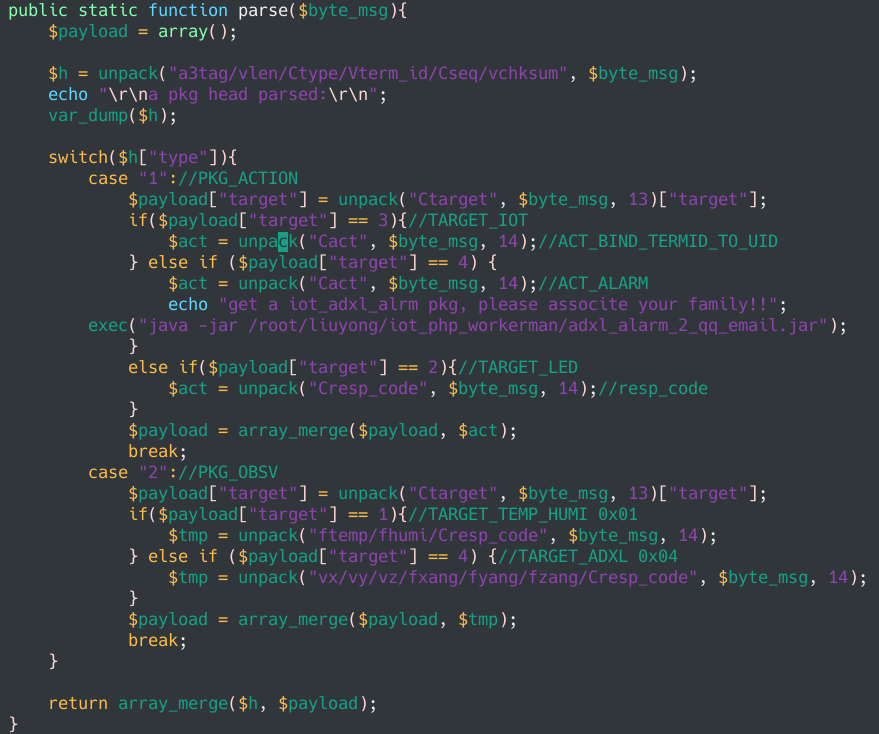 public static function parse($byte_msg){
    $payload = array();

    $h = unpack("a3tag/vlen/Ctype/Vterm_id/Cseq/vchksum", $byte_msg);
    echo "\r\na pkg head parsed:\r\n";
    var_dump($h);

    switch($h["type"]){
        case "1"://PKG_ACTION
            $payload["target"] = unpack("Ctarget", $byte_msg, 13)["target"];
            if($payload["target"] == 3){//TARGET_IOT
                $act = unpack("Cact", $byte_msg, 14);//ACT_BIND_TERMID_TO_UID
            } else if ($payload["target"] == 4) {
                $act = unpack("Cact", $byte_msg, 14);//ACT_ALARM
                echo "get a iot_adxl_alrm pkg, please associte your family!!";
        exec("java -jar /root/liuyong/iot_php_workerman/adxl_alarm_2_qq_email.jar");
            }
            else if($payload["target"] == 2){//TARGET_LED
                $act = unpack("Cresp_code", $byte_msg, 14);//resp_code
            }
            $payload = array_merge($payload, $act);
            break;
        case "2"://PKG_OBSV
            $payload["target"] = unpack("Ctarget", $byte_msg, 13)["target"];
            if($payload["target"] == 1){//TARGET_TEMP_HUMI 0x01
                $tmp = unpack("ftemp/fhumi/Cresp_code", $byte_msg, 14);
            } else if ($payload["target"] == 4) {//TARGET_ADXL 0x04
                $tmp = unpack("vx/vy/vz/fxang/fyang/fzang/Cresp_code", $byte_msg, 14);
            }
            $payload = array_merge($payload, $tmp);
            break;
    }

    return array_merge($h, $payload);
}